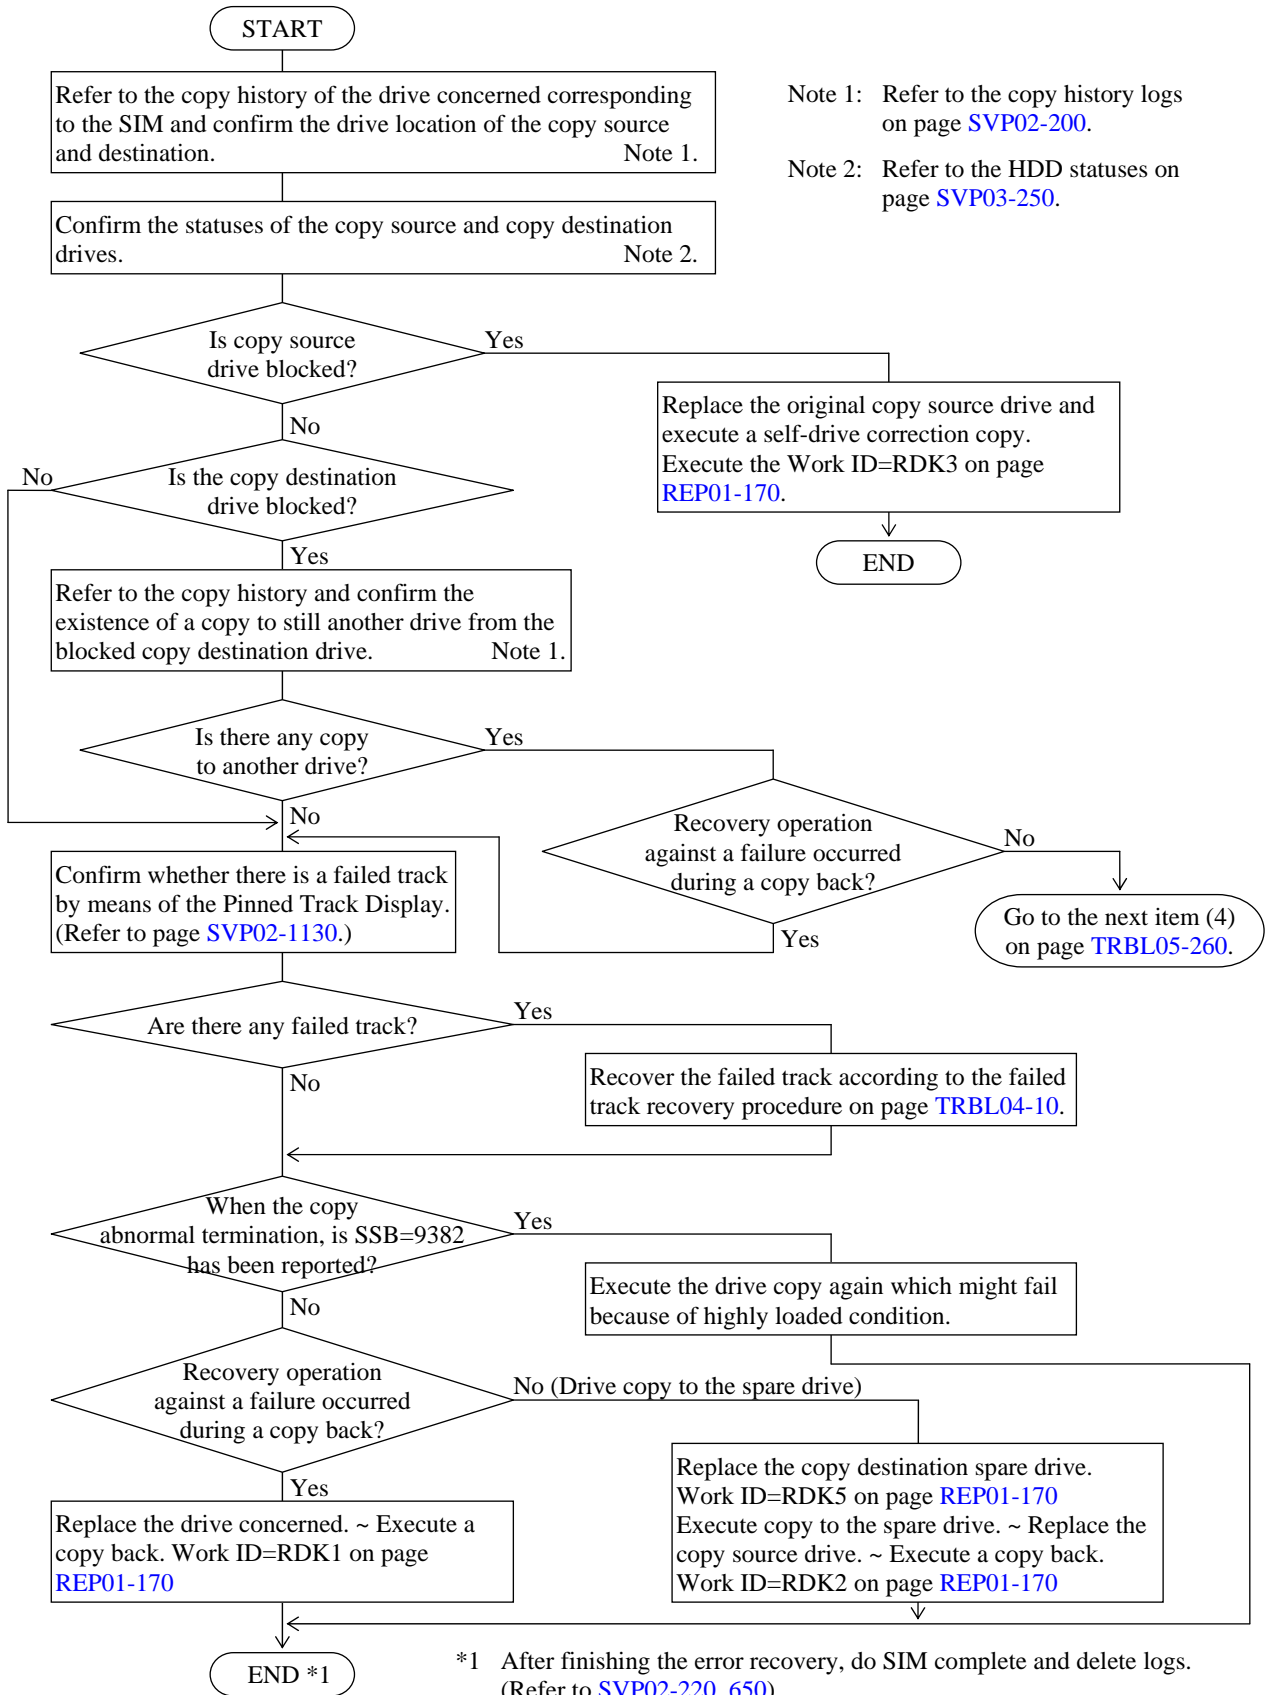 START
Refer to the copy history of the drive concerned corresponding
to the SIM and confirm the drive location of the copy source
and destination. Note 1.
Note 1: Refer to the copy history logs
on page SVP02-200.
Note 2: Refer to the HDD statuses on
page SVP03-250.
Confirm the statuses of the copy source and copy destination
drives. Note 2.
Is copy source
drive blocked?
Yes
No
Replace the original copy source drive and
execute a self-drive correction copy.
Execute the Work ID=RDK3 on page
REP01-170.
END
Is the copy destination
drive blocked?
No
Yes
Refer to the copy history and confirm the
existence of a copy to still another drive from the
blocked copy destination drive. Note 1.
Is there any copy
to another drive?
Yes
No
Recovery operation
against a failure occurred
during a copy back?
No
Yes
Go to the next item (4)
on page TRBL05-260.
Confirm whether there is a failed track
by means of the Pinned Track Display.
(Refer to page SVP02-1130.)
Are there any failed track?
Yes
No
Recover the failed track according to the failed
track recovery procedure on page TRBL04-10.
When the copy
abnormal termination, is SSB=9382
has been reported?
Yes
No
Execute the drive copy again which might fail
because of highly loaded condition.
Recovery operation
against a failure occurred
during a copy back?
No (Drive copy to the spare drive)
Yes
Replace the copy destination spare drive.
Work ID=RDK5 on page REP01-170
Execute copy to the spare drive. ~ Replace the
copy source drive. ~ Execute a copy back.
Work ID=RDK2 on page REP01-170
Replace the drive concerned. ~ Execute a
copy back. Work ID=RDK1 on page
REP01-170
END *1
*1 After finishing the error recovery, do SIM complete and delete logs.
(Refer to SVP02-220, 650)